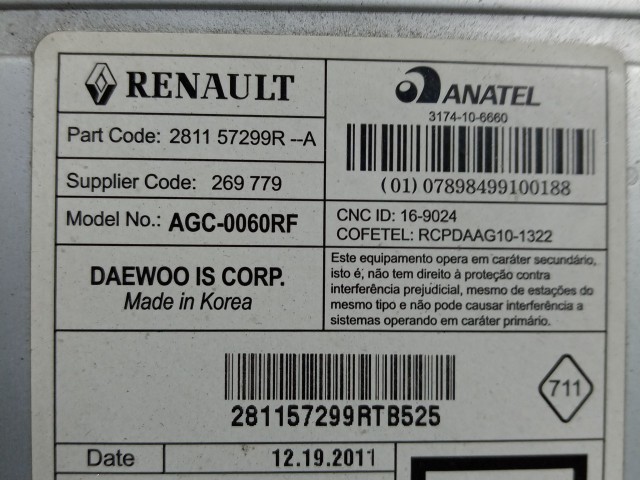 RENAULT
Part Code: 2811 57299R --A
Supplier Code: 269 779
Model No.: AGC-0060RF
DAEWOO IS CORP.
Made in Korea
ANATEL
3174-10-6660
(01) 07898499100188
CNC ID: 16-9024
COFETEL: RCPDAAG10-1322
Este equipamento opera em caráter secundário,
isto é, não tem direito à proteção contra
interferência prejudicial, mesmo de estações do
mesmo tipo e não pode causar interferência a
sistemas operando em caráter primário.
281157299RTB525
711
Date 12.19.2011